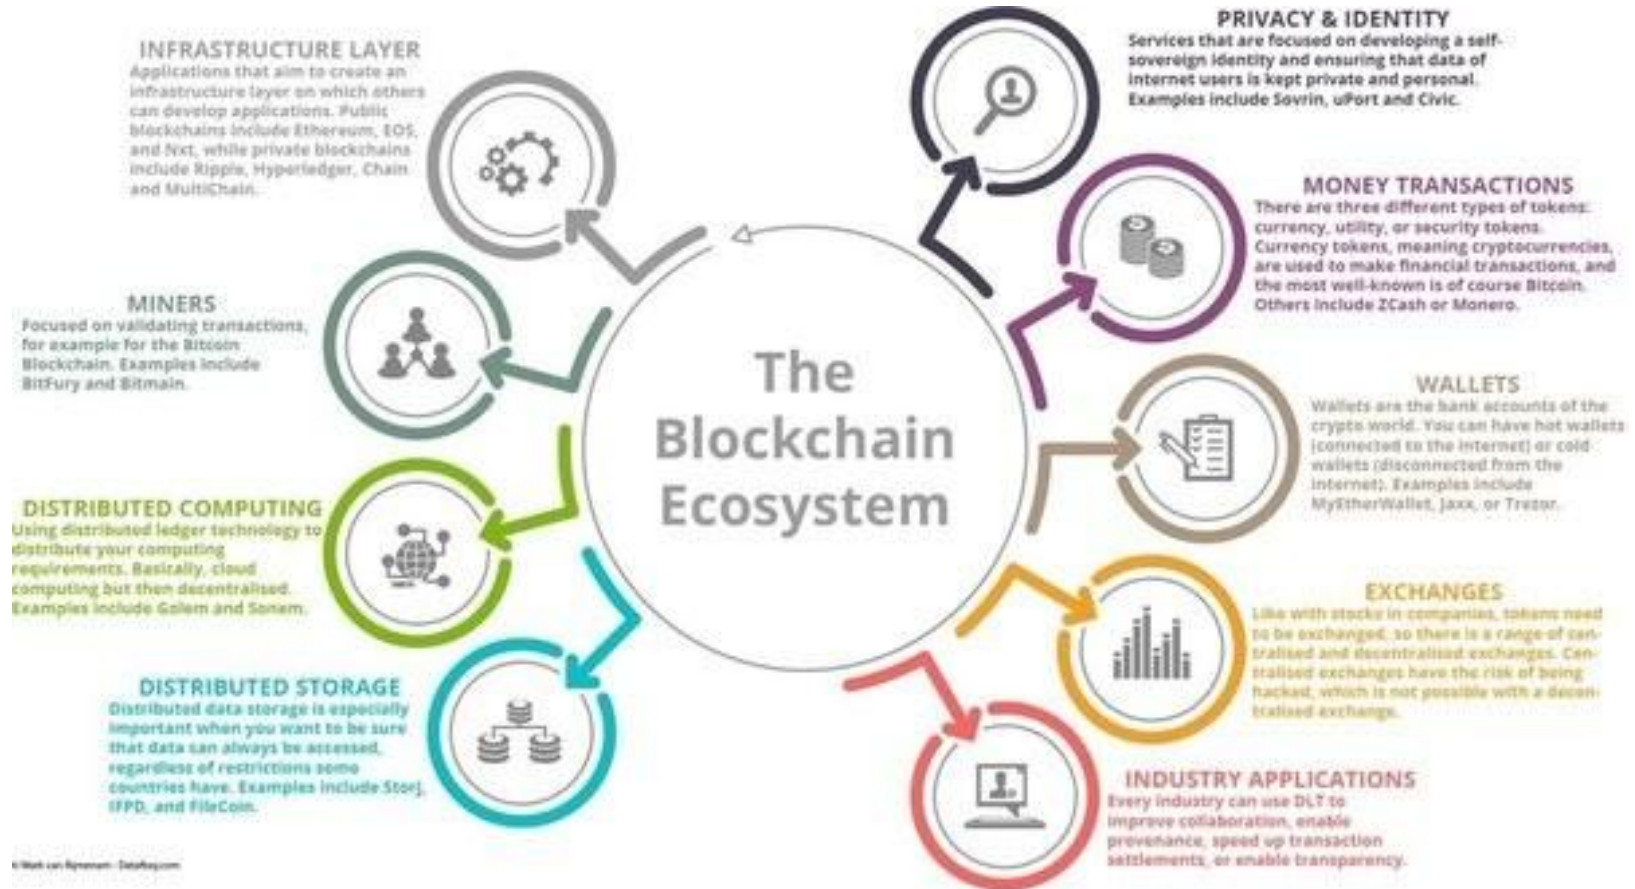 The
Blockchain
Ecosystem
INFRASTRUCTURE LAYER
Applications that aim to create an
infrastructure layer on which others
can develop applications. Public
blockchains include Ethereum, EOS,
and Nxt, while private blockchains
include Ripple, Hyperledger, Chain
and MultiChain.
MINERS
Focused on validating transactions,
for example for the Bitcoin
Blockchain. Examples include
BitFury and Bitmain.
DISTRIBUTED COMPUTING
Using distributed ledger technology to
distribute your computing
requirements. Basically, cloud
computing but then decentralised.
Examples include Golem and Sonem.
DISTRIBUTED STORAGE
Distributed data storage is especially
important when you want to be sure
that data can always be accessed,
regardless of restrictions some
countries have. Examples include Storj,
IFPD, and FileCoin.
PRIVACY & IDENTITY
Services that are focused on developing a self-
sovereign identity and ensuring that data of
internet users is kept private and personal.
Examples include Sovrin, uPort and Civic.
MONEY TRANSACTIONS
There are three different types of tokens:
currency, utility, or security tokens.
Currency tokens, meaning cryptocurrencies,
are used to make financial transactions, and
the most well-known is of course Bitcoin.
Others include ZCash or Monero.
WALLETS
Wallets are the bank accounts of the
crypto world. You can have hot wallets
(connected to the internet) or cold
wallets (disconnected from the
internet). Examples include
MyEtherWallet, Jaxx, or Trezor.
EXCHANGES
Like with stocks in companies, tokens need
to be exchanged, so there is a range of cen-
tralised and decentralised exchanges. Cen-
tralised exchanges have the risk of being
hacked, which is not possible with a decen-
tralised exchange.
INDUSTRY APPLICATIONS
Every industry can use DLT to
improve collaboration, enable
provenance, speed up transaction
settlements, or enable transparency.
Mark van Rijmenam - Datafloq.com